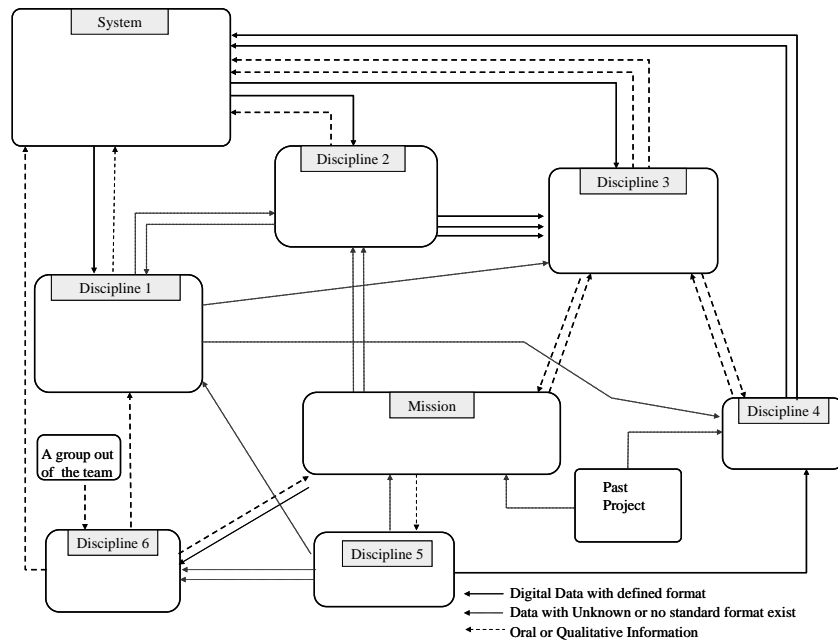 System
Discipline 2
Discipline 3
Discipline 1
Mission
Discipline 4
A group out
of the team
Past
Project
Discipline 6
Discipline 5
Digital Data with defined format
Data with Unknown or no standard format exist
Oral or Qualitative Information